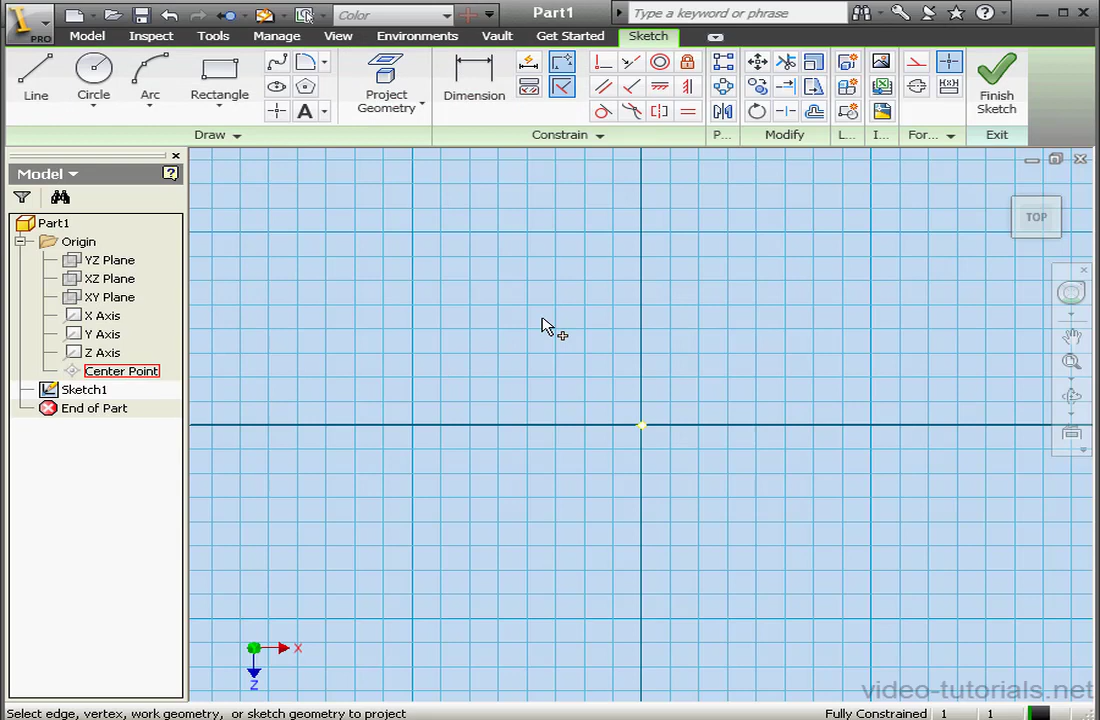 PRO
Color
Part1
Type a keyword or phrase
Model
Inspect
Tools
Manage
View
Environments
Vault
Get Started
Sketch
Line
Circle
Arc
Rectangle
Project
Geometry
Dimension
Finish
Sketch
Draw
Constrain
P...
Modify
L...
I...
For...
Exit
Model
Part1
Origin
YZ Plane
XZ Plane
XY Plane
X Axis
Y Axis
Z Axis
Center Point
Sketch1
End of Part
TOP
X
Z
video-tutorials.net
Select edge, vertex, work geometry, or sketch geometry to project
Fully Constrained 1 1